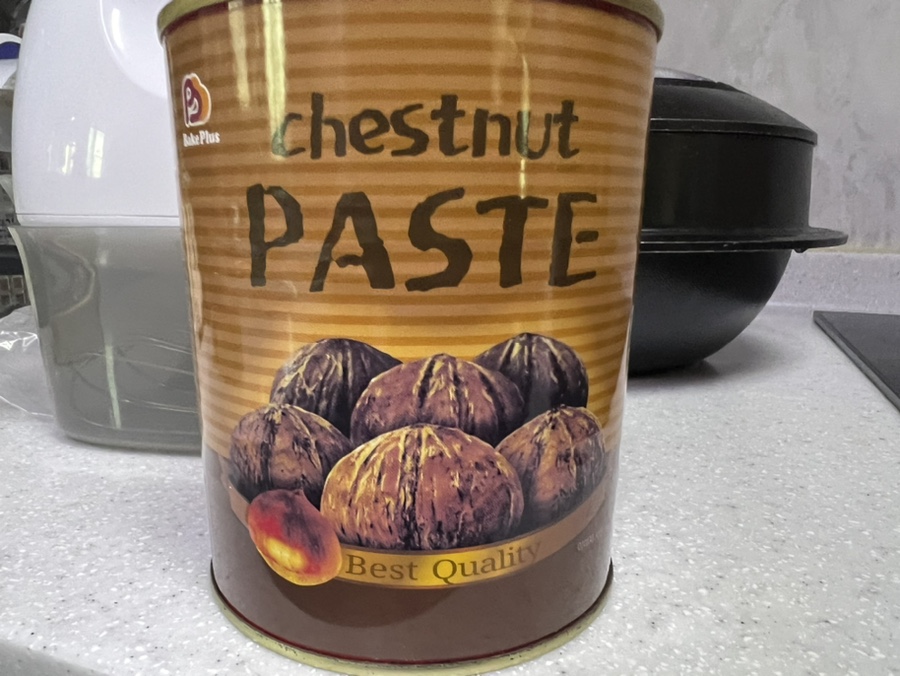 BakePlus
chestnut
PASTE
Best Quality